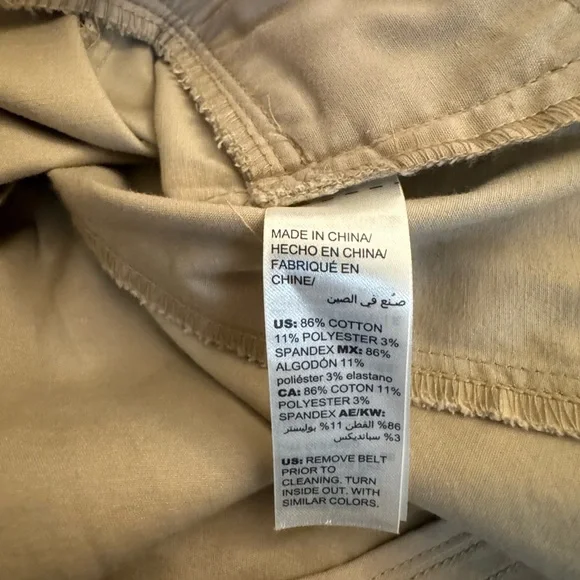 MADE IN CHINA/
HECHO EN CHINA/
FABRIQUÉ EN
CHINE/
صنع في الصين
US: 86% COTTON
11% POLYESTER 3%
SPANDEX MX: 86%
ALGODÓN 11%
poliéster 3% elastano
CA: 86% COTTON 11%
POLYESTER 3%
SPANDEX AE/KW:
86% القطن 11% بوليستر
3% سباندیكس
US: REMOVE BELT
PRIOR TO
CLEANING. TURN
INSIDE OUT, WITH
SIMILAR COLORS.